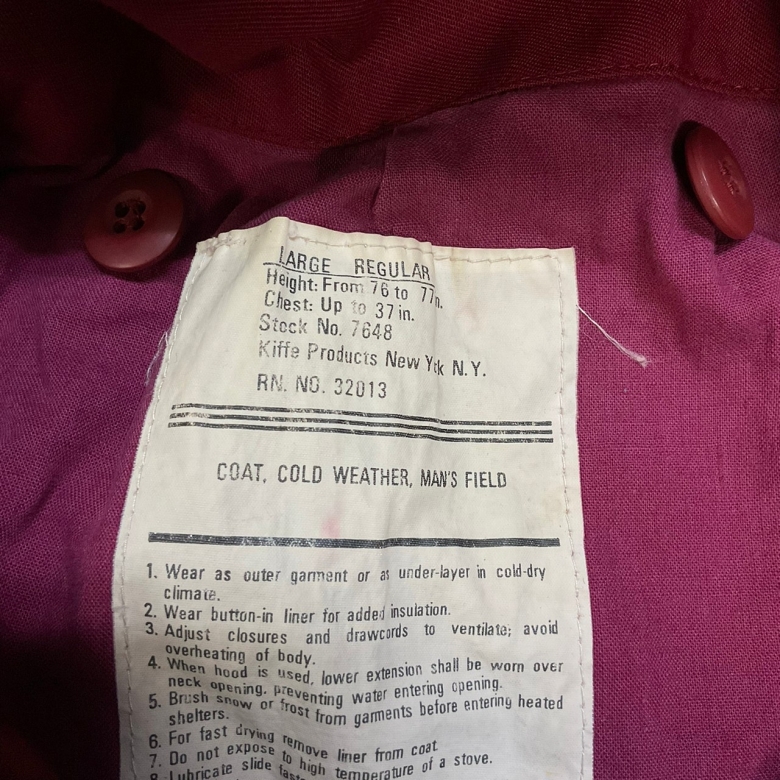 LARGE REGULAR
Height: From 76 to 77in.
Chest: Up to 37 in.
Stock No. 7648
Kiffe Products New York N.Y.
RN. NO. 32013
COAT, COLD WEATHER, MAN'S FIELD
1. Wear as outer garment or as under-layer in cold-dry
climate.
2. Wear button-in liner for added insulation.
3. Adjust closures and drawcords to ventilate; avoid
overheating of body.
4. When hood is used, lower extension shall be worn over
neck opening, preventing water entering opening.
5. Brush snow or frost from garments before entering heated
shelters.
6. For fast drying remove liner from coat
7. Do not expose to high temperature of a stove.
8. Lubricate slide